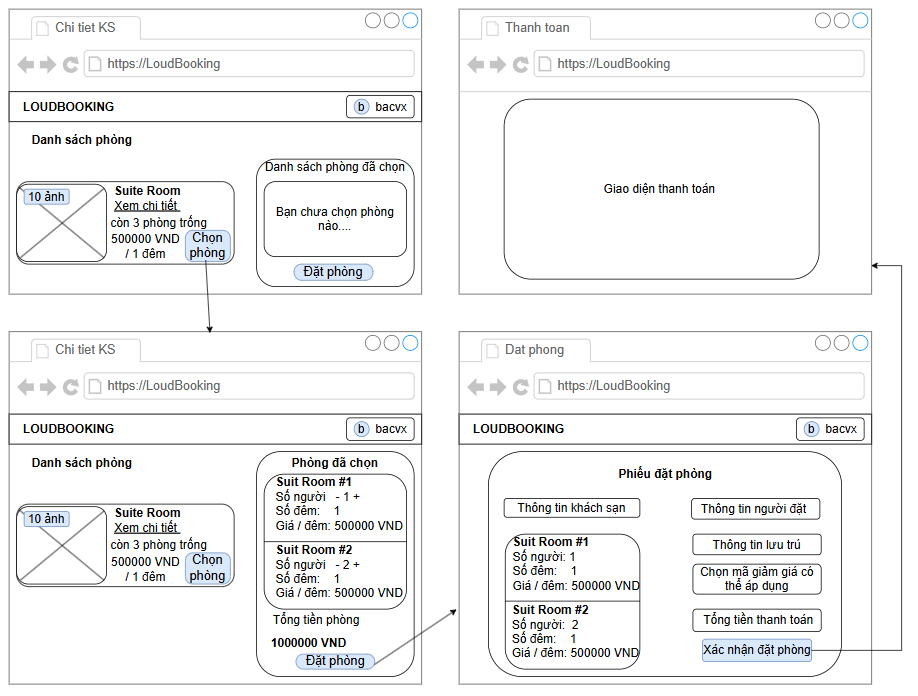 Chi tiet KS
https://LoudBooking
LOUDBOOKING
b bacvx
Danh sách phòng
10 ảnh
Suite Room
Xem chi tiết
còn 3 phòng trống
500000 VND
/ 1 đêm
Chọn
phòng
Danh sách phòng đã chọn
Bạn chưa chọn phòng
nào....
Đặt phòng
Thanh toan
https://LoudBooking
Giao diện thanh toán
Chi tiet KS
https://LoudBooking
LOUDBOOKING
b bacvx
Danh sách phòng
10 ảnh
Suite Room
Xem chi tiết
còn 3 phòng trống
500000 VND
/ 1 đêm
Chọn
phòng
Phòng đã chọn
Suit Room #1
Số người - 1 +
Số đêm: 1
Giá / đêm: 500000 VND
Suit Room #2
Số người - 2 +
Số đêm: 1
Giá / đêm: 500000 VND
Tổng tiền phòng
1000000 VND
Đặt phòng
Dat phong
https://LoudBooking
LOUDBOOKING
b bacvx
Phiếu đặt phòng
Thông tin khách sạn
Suit Room #1
Số người: 1
Số đêm: 1
Giá / đêm: 500000 VND
Suit Room #2
Số người: 2
Số đêm: 1
Giá / đêm: 500000 VND
Thông tin người đặt
Thông tin lưu trú
Chọn mã giảm giá có
thể áp dụng
Tổng tiền thanh toán
Xác nhận đặt phòng